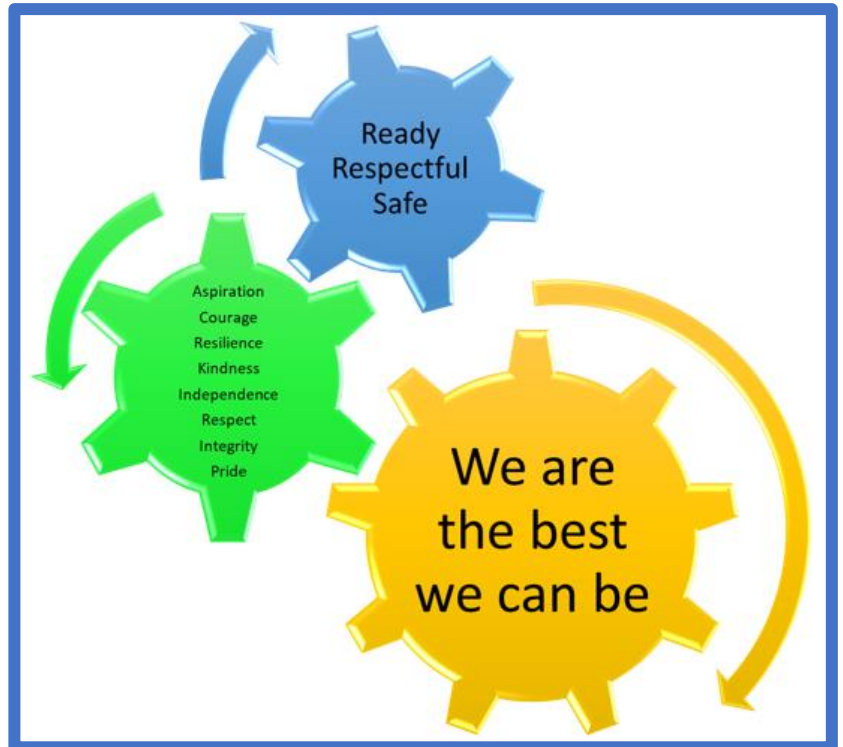 Ready
Respectful
Safe
Aspiration
Courage
Resilience
Kindness
Independence
Respect
Integrity
Pride
We are
the best
we can be